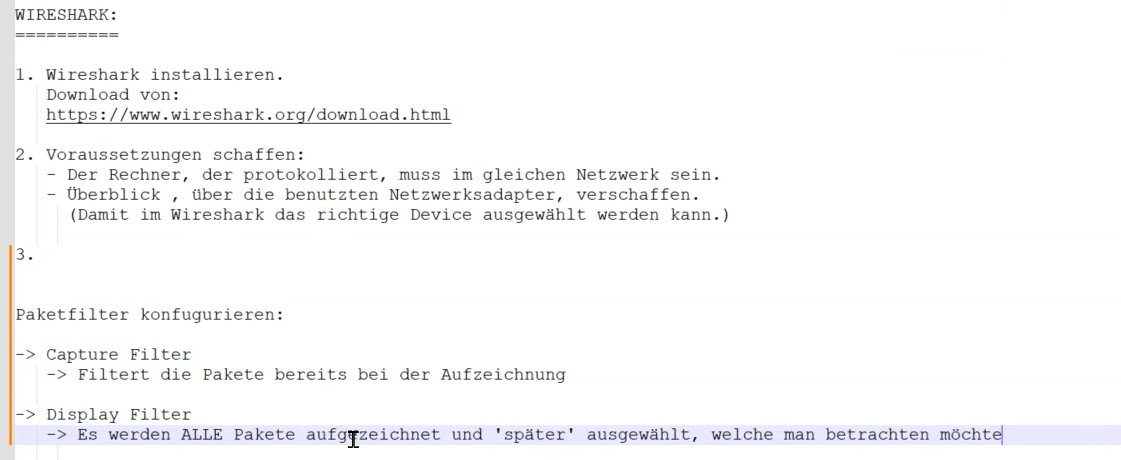 WIRESHARK:
==========
1. Wireshark installieren.
Download von:
https://www.wireshark.org/download.html
2. Voraussetzungen schaffen:
- Der Rechner, der protokolliert, muss im gleichen Netzwerk sein.
- Überblick , über die benutzten Netzwerksadapter, verschaffen.
(Damit im Wireshark das richtige Device ausgewählt werden kann.)
3.
Paketfilter konfugurieren:
-> Capture Filter
-> Filtert die Pakete bereits bei der Aufzeichnung
-> Display Filter
-> Es werden ALLE Pakete aufgezeichnet und 'später' ausgewählt, welche man betrachten möchte